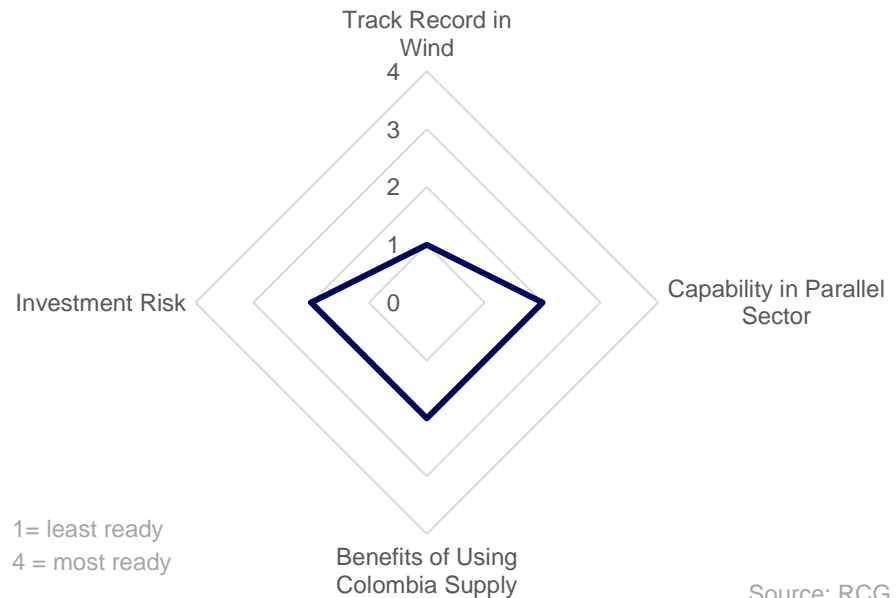 Track Record in
Wind
4
3
2
1
0
Investment Risk
Capability in Parallel
Sector
1= least ready
4 = most ready
Benefits of Using
Colombia Supply
Source: RCG